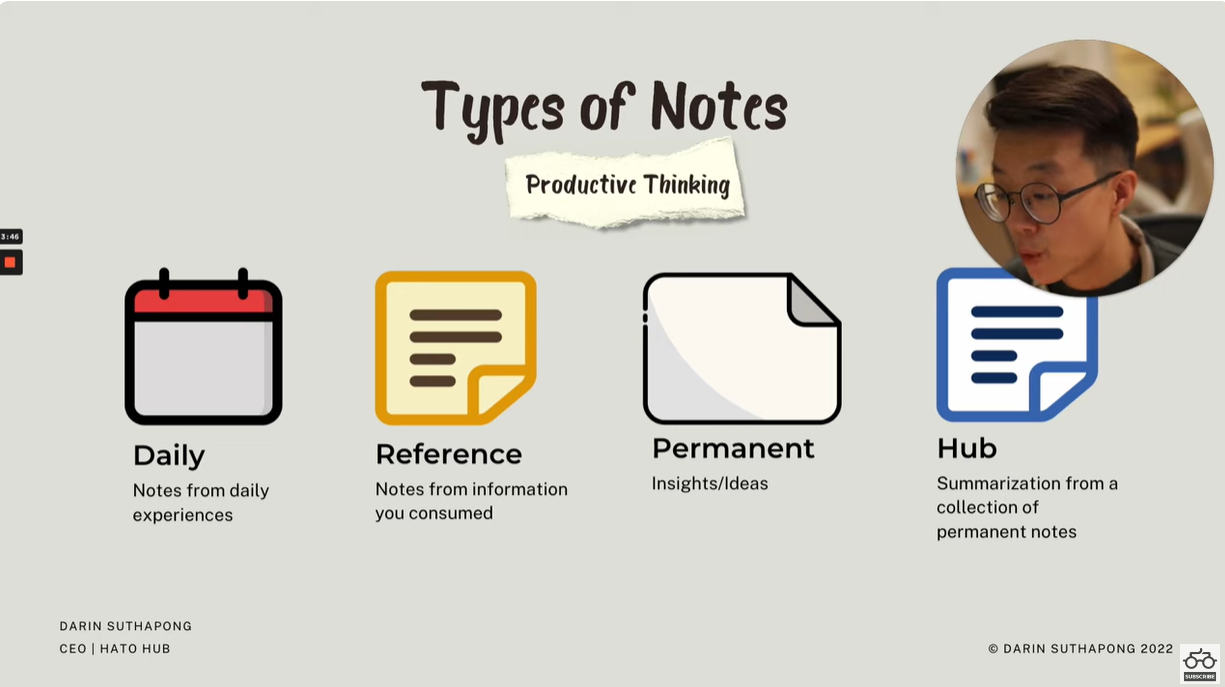 Types of Notes
Productive Thinking
3:46
Daily
Notes from daily
experiences
Reference
Notes from information
you consumed
Permanent
Insights/Ideas
Hub
Summarization from a
collection of
permanent notes
DARIN SUTHAPONG
CEO | HATO HUB
© DARIN SUTHAPONG 2022
SUBSCRIBE